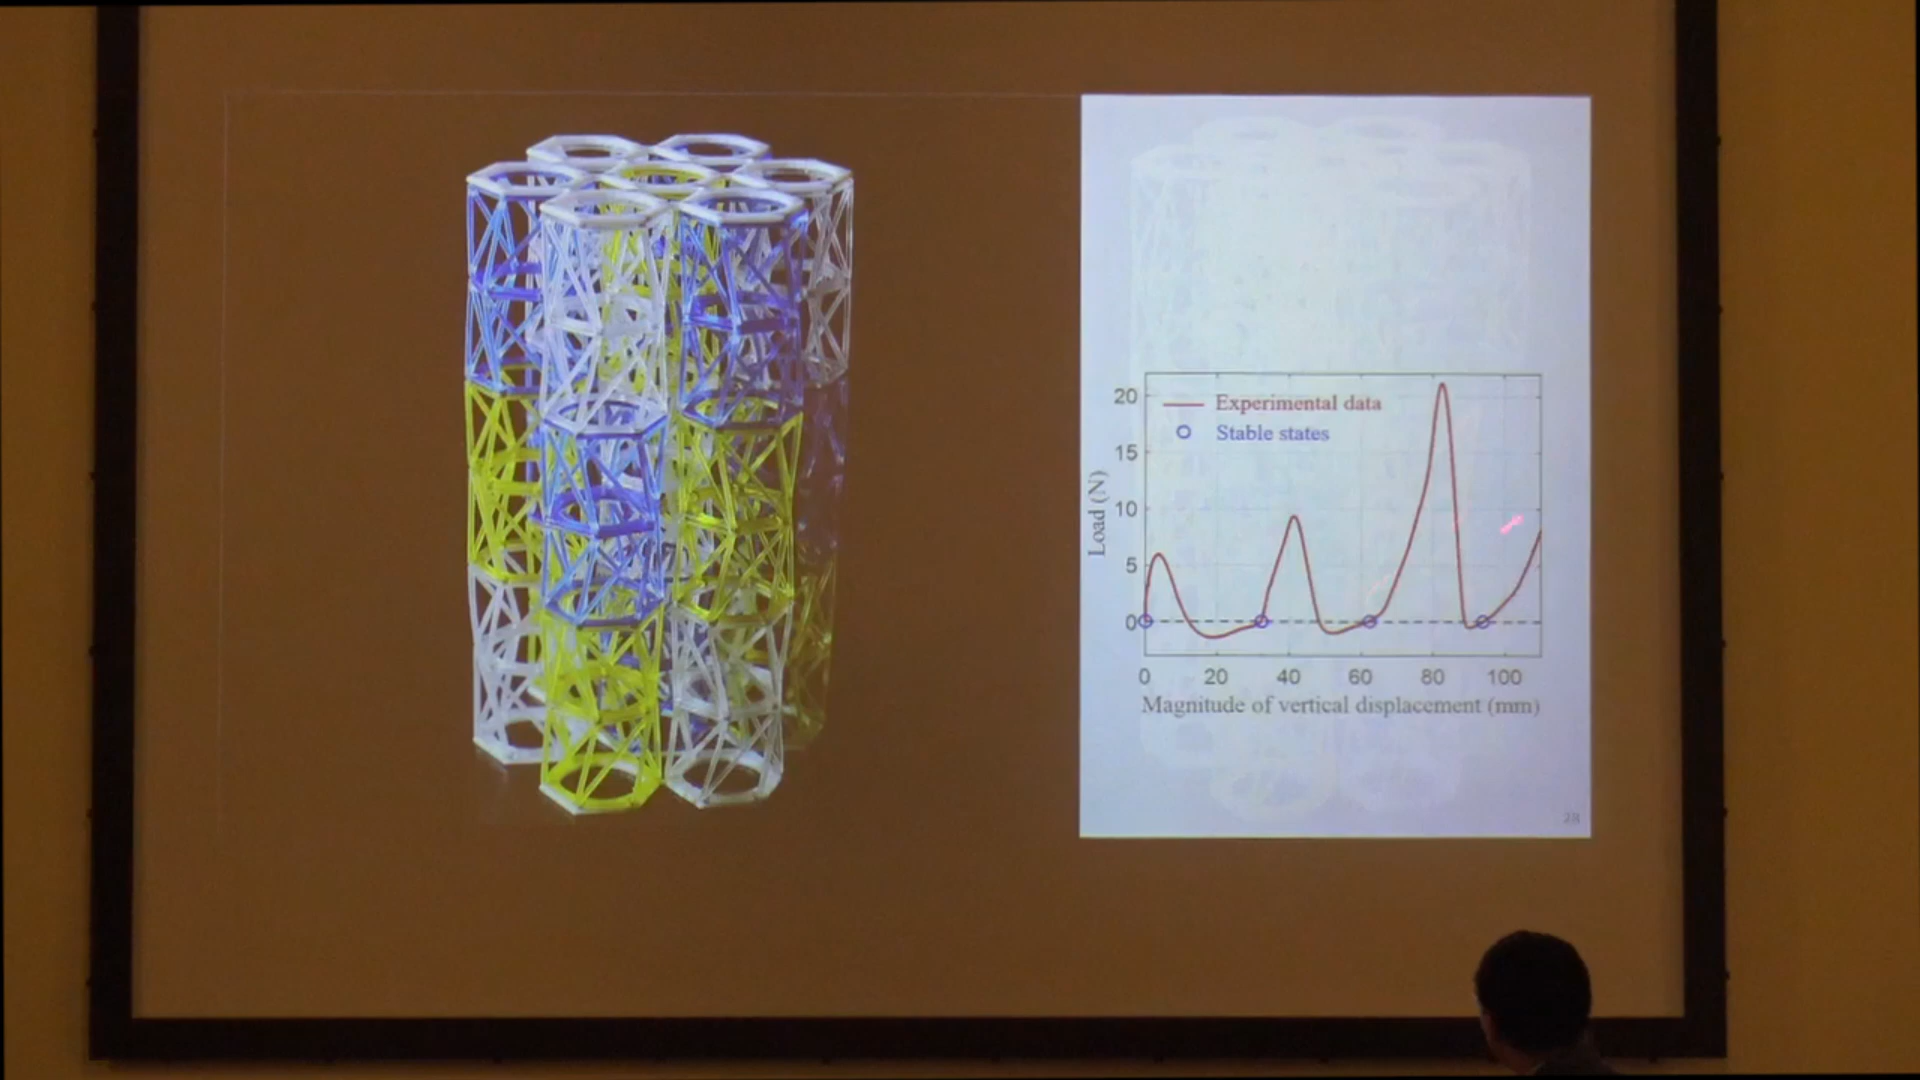 Experimental data
Stable states
20
15
10
5
0
Load (N)
0 20 40 60 80 100
Magnitude of vertical displacement (mm)
28